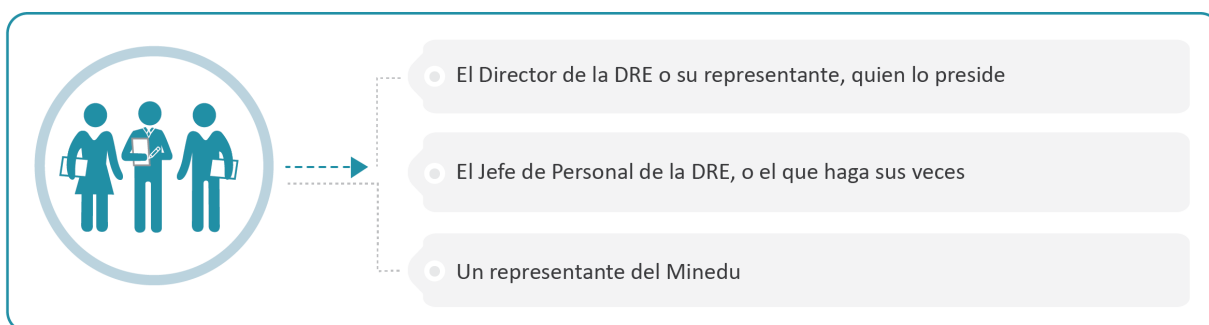 El Director de la DRE o su representante, quien lo preside
El Jefe de Personal de la DRE, o el que haga sus veces
Un representante del Minedu